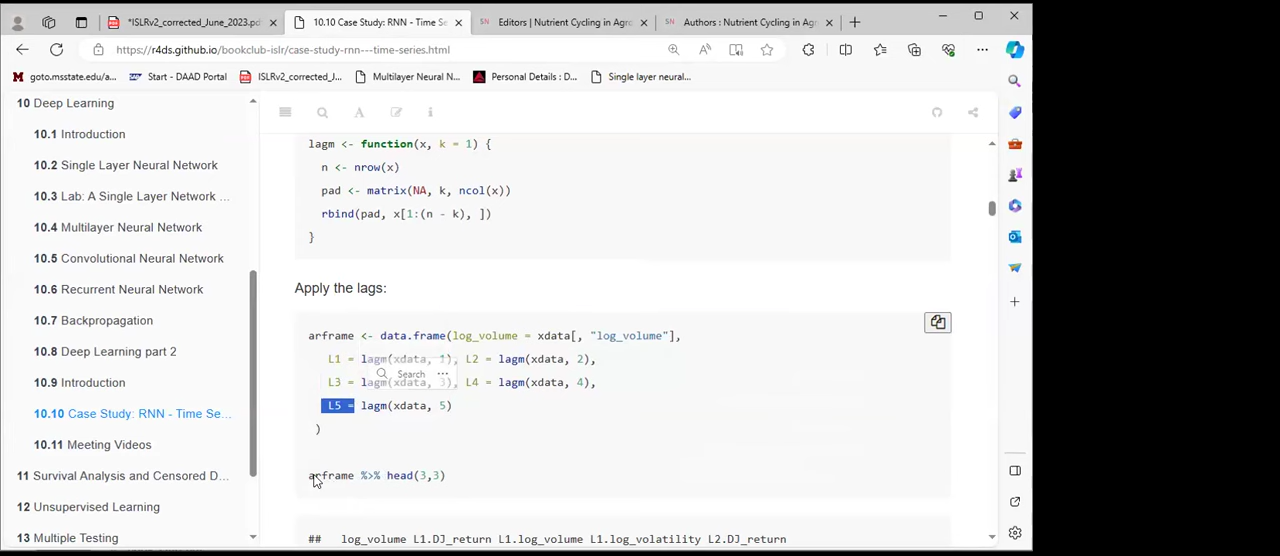 *ISLRv2_corrected_June_2023.pd
10.10 Case Study: RNN - Time Se
SN Editors | Nutrient Cycling in Agro
SN Authors : Nutrient Cycling in Ag
https://r4ds.github.io/bookclub-islr/case-study-rnn---time-series.html
goto.msstate.edu/a...
Start - DAAD Portal
ISLRv2_corrected_J...
Multilayer Neural N...
Personal Details : D...
Single layer neural...
10 Deep Learning
10.1 Introduction
10.2 Single Layer Neural Network
10.3 Lab: A Single Layer Network ...
10.4 Multilayer Neural Network
10.5 Convolutional Neural Network
10.6 Recurrent Neural Network
10.7 Backpropagation
10.8 Deep Learning part 2
10.9 Introduction
10.10 Case Study: RNN - Time Se...
10.11 Meeting Videos
11 Survival Analysis and Censored D...
12 Unsupervised Learning
13 Multiple Testing
lagm <- function(x, k = 1) {
n <- nrow(x)
pad <- matrix(NA, k, ncol(x))
rbind(pad, x[1:(n - k), ])
}
Apply the lags:
arframe <- data.frame(log_volume = xdata[, "log_volume"],
L1 = lagm(xdata, 1), L2 = lagm(xdata, 2),
Search ...
L3 = lagm(xdata, 3), L4 = lagm(xdata, 4),
L5 = lagm(xdata, 5)
)
arframe %>% head(3,3)
## log_volume L1.DJ_return L1.log_volume L1.log_volatility L2.DJ_return